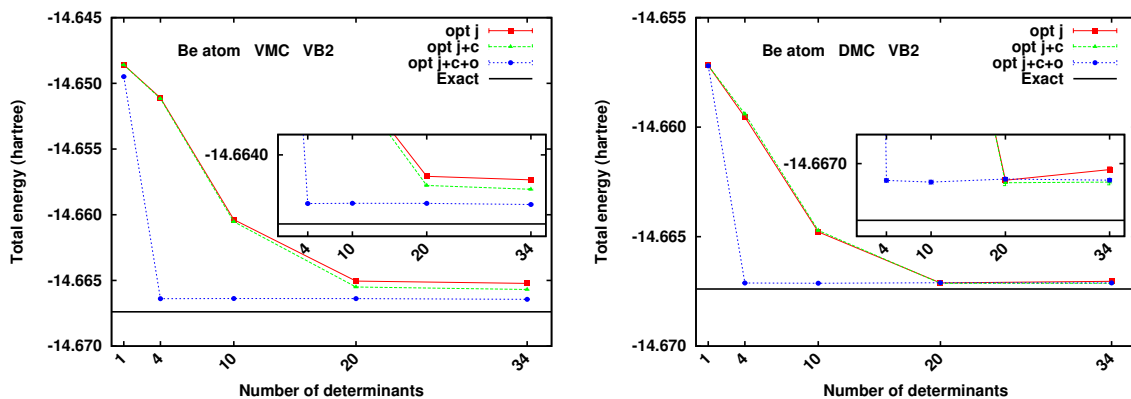 -14.645
-14.650
-14.655
-14.660
-14.665
-14.670
Total energy (hartree)
Be atom VMC VB2
opt j
opt j+c
opt j+c+o
Exact
-14.6640
4 10 20 34
1 4 10 20 34
Number of determinants
-14.655
-14.660
-14.665
-14.670
Total energy (hartree)
Be atom DMC VB2
opt j
opt j+c
opt j+c+o
Exact
-14.6670
4 10 20 34
1 4 10 20 34
Number of determinants